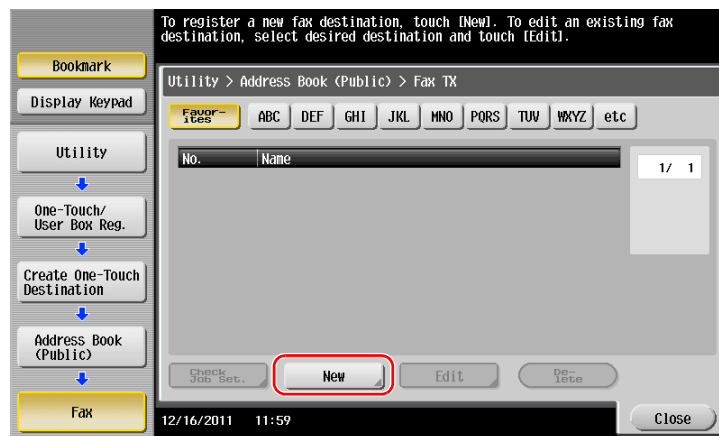 To register a new fax destination, touch [New]. To edit an existing fax
destination, select desired destination and touch [Edit].
Bookmark
Display Keypad
Utility
One-Touch/
User Box Reg.
Create One-Touch
Destination
Address Book
(Public)
Fax
Utility > Address Book (Public) > Fax TX
Favor-
ites
ABC DEF GHI JKL MNO PQRS TUV WXYZ etc
No. Name
1/ 1
Check
Job Set.
New
Edit
De-
lete
12/16/2011 11:59
Close